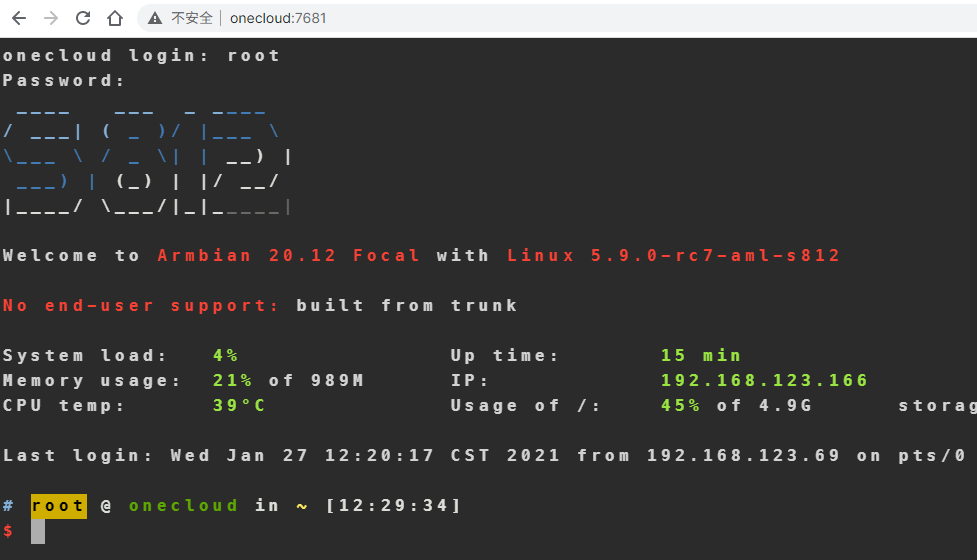 不安全 | onecloud:7681
onecloud login: root
Password:
 ____   ___  _ ____
/ ___| ( _ )/ |___ \
\___ \ / _ \| | __) |
 ___) | (_) | |/ __/
|____/ \___/|_|_____|
Welcome to Armbian 20.12 Focal with Linux 5.9.0-rc7-aml-s812
No end-user support: built from trunk
System load: 4% Up time: 15 min
Memory usage: 21% of 989M IP: 192.168.123.166
CPU temp: 39°C Usage of /: 45% of 4.9G storag
Last login: Wed Jan 27 12:20:17 CST 2021 from 192.168.123.69 on pts/0
# root @ onecloud in ~ [12:29:34]
$